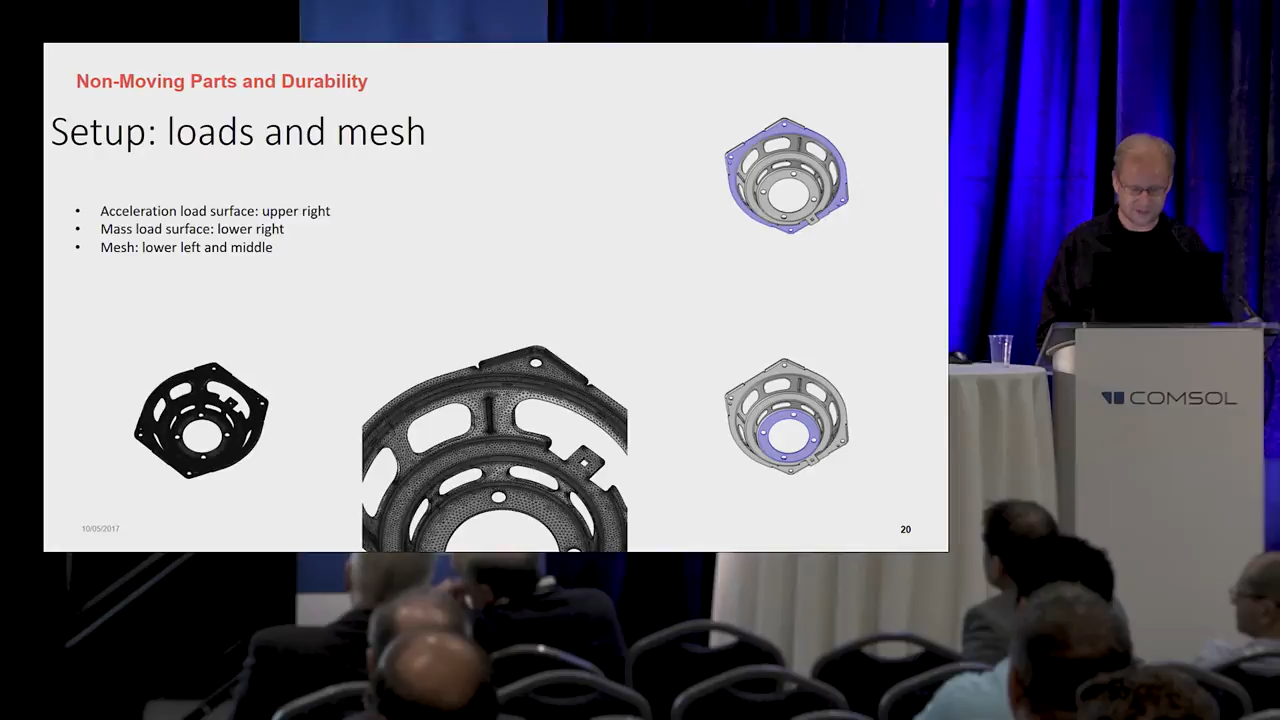 Non-Moving Parts and Durability
Setup: loads and mesh
• Acceleration load surface: upper right
• Mass load surface: lower right
• Mesh: lower left and middle
10/05/2017
20
COMSOL